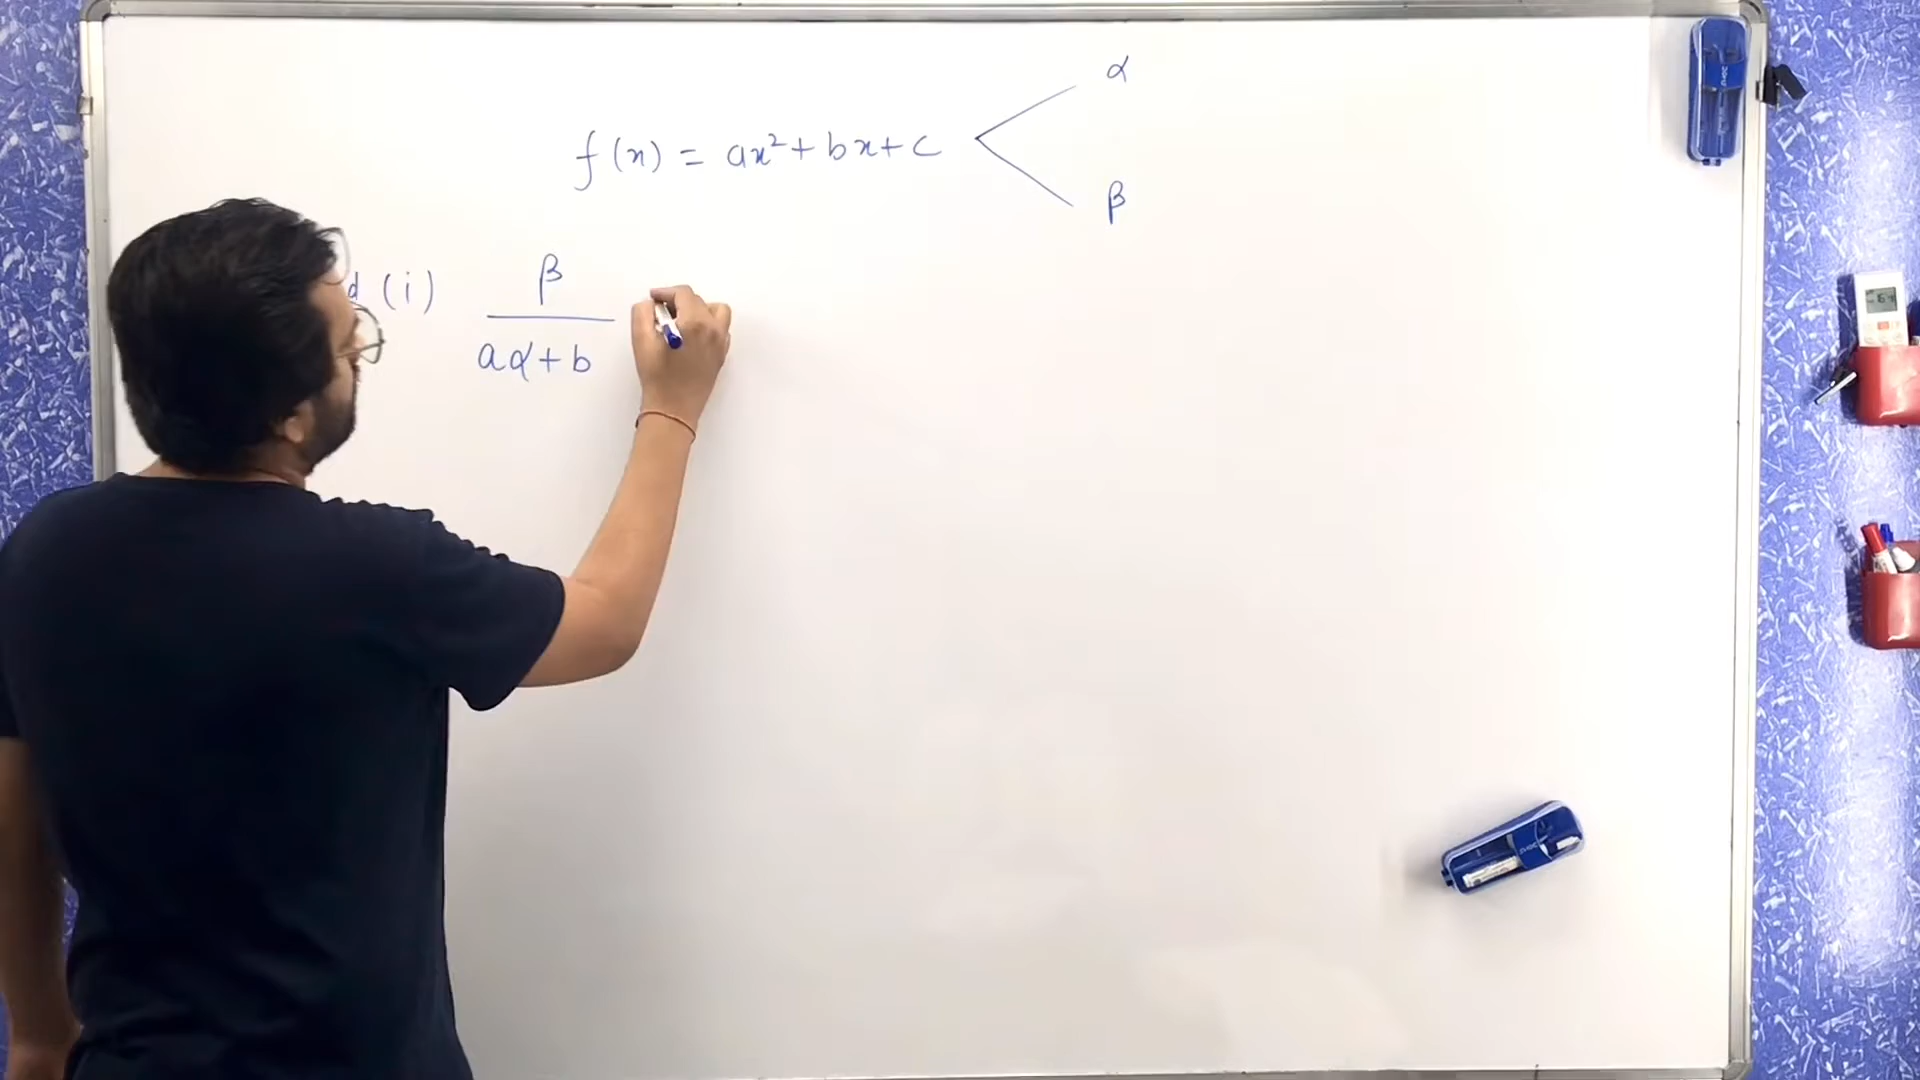 α
f(x) = ax²+bx+c
β
(i) β/(aα+b)